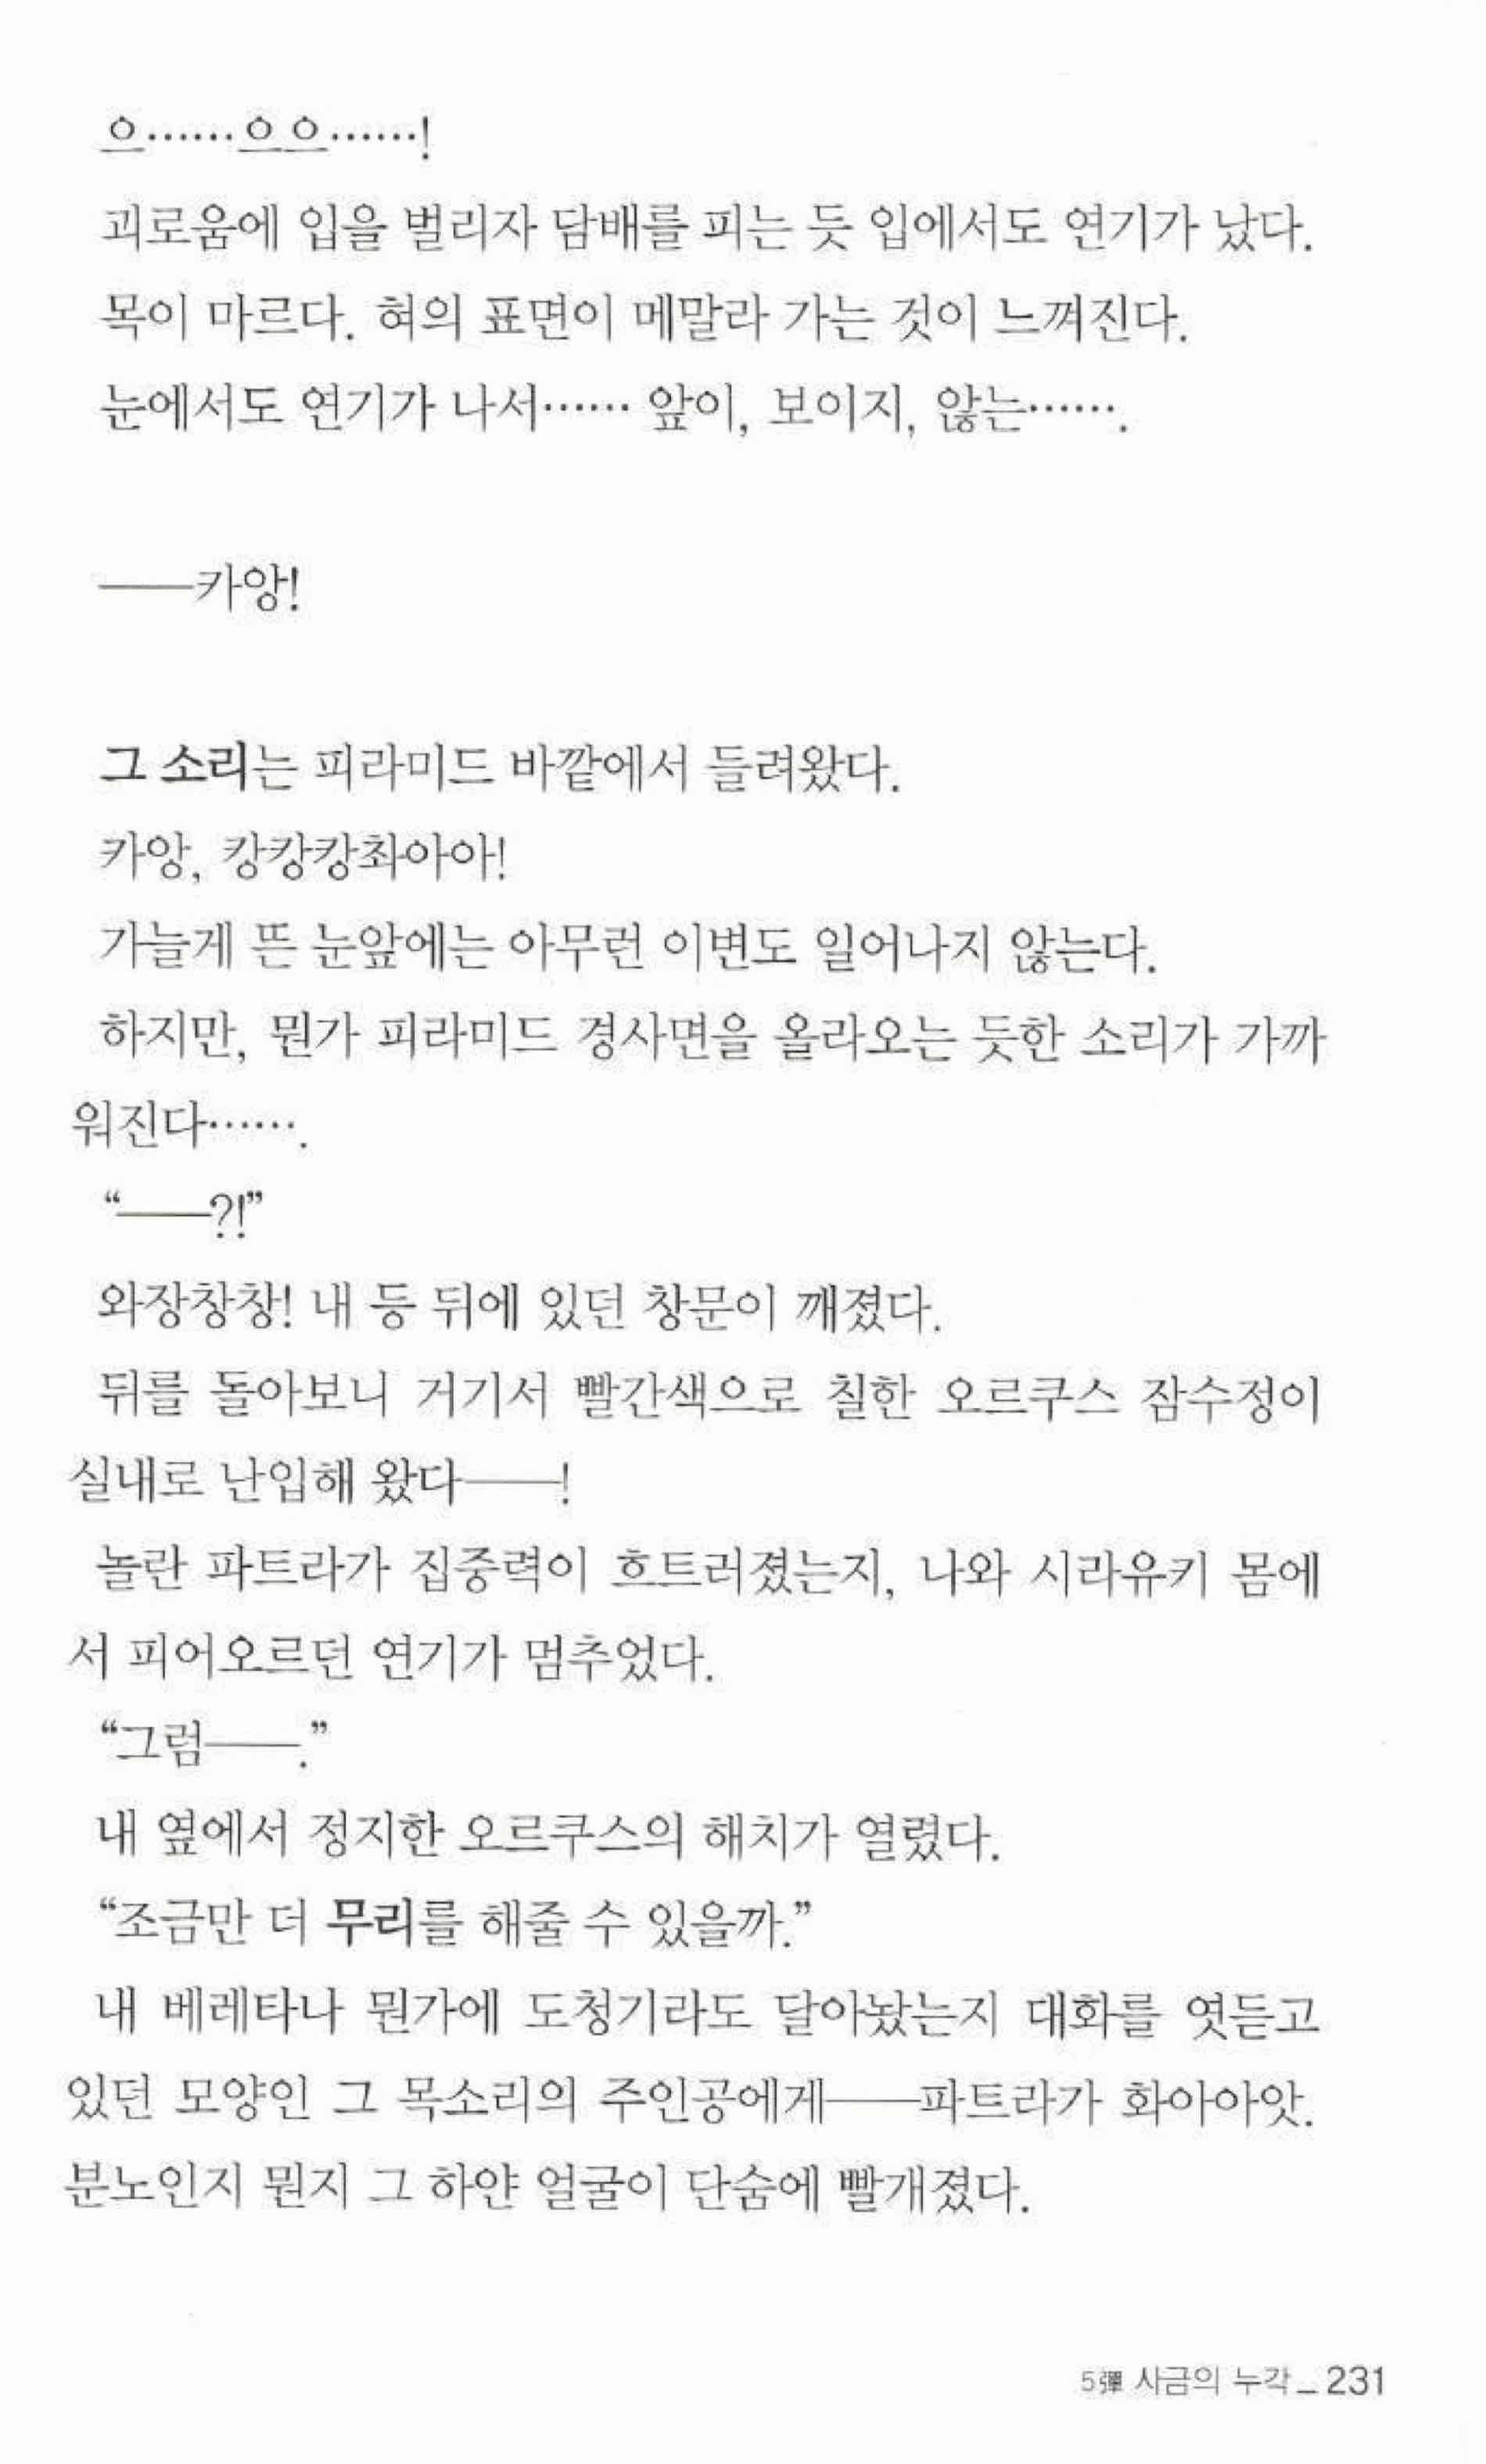 으……으으……!
괴로움에 입을 벌리자 담배를 피는 듯 입에서도 연기가 났다.
목이 마르다. 혀의 표면이 메말라 가는 것이 느껴진다.
눈에서도 연기가 나서…… 앞이, 보이지, 않는…….
──카앙!
그 소리는 피라미드 바깥에서 들려왔다.
카앙, 캉캉캉촤아아!
가늘게 뜬 눈앞에는 아무런 이변도 일어나지 않는다.
하지만, 뭔가 피라미드 경사면을 올라오는 듯한 소리가 가까
워진다…….
“──?!”
와장창창! 내 등 뒤에 있던 창문이 깨졌다.
뒤를 돌아보니 거기서 빨간색으로 칠한 오르쿠스 잠수정이
실내로 난입해 왔다──!
놀란 파트라가 집중력이 흐트러졌는지, 나와 시라유키 몸에
서 피어오르던 연기가 멈추었다.
“그럼──.”
내 옆에서 정지한 오르쿠스의 해치가 열렸다.
“조금만 더 무리를 해줄 수 있을까.”
내 베레타나 뭔가에 도청기라도 달아놨는지 대화를 엿듣고
있던 모양인 그 목소리의 주인공에게──파트라가 화아아앗.
분노인지 뭔지 그 하얀 얼굴이 단숨에 빨개졌다.
5彈 사금의 누각_231